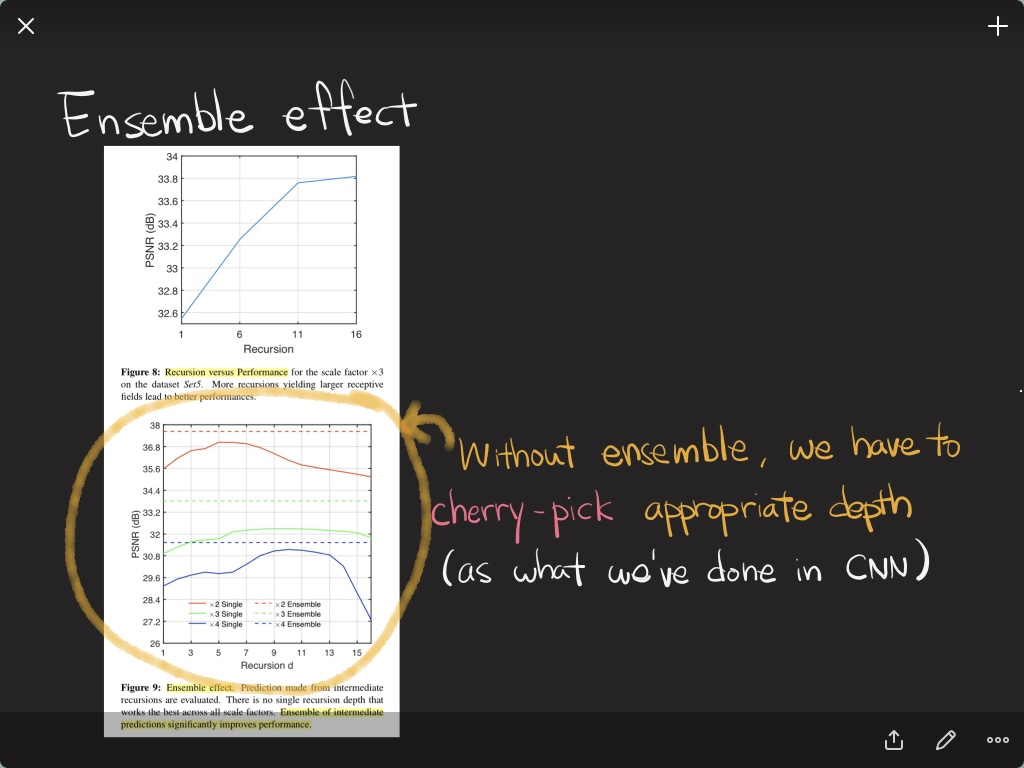 Ensemble effect
34
33.8
33.6
33.4
33.2
33
32.8
32.6
PSNR (dB)
1 6 11 16
Recursion
Figure 8: Recursion versus Performance for the scale factor ×3
on the dataset Set5. More recursions yielding larger receptive
fields lead to better performances.
38
36.8
35.6
34.4
33.2
32
30.8
29.6
28.4
27.2
26
PSNR (dB)
×2 Single ×2 Ensemble
×3 Single ×3 Ensemble
×4 Single ×4 Ensemble
1 3 5 7 9 11 13 15
Recursion d
Figure 9: Ensemble effect. Prediction made from intermediate
recursions are evaluated. There is no single recursion depth that
works the best across all scale factors. Ensemble of intermediate
predictions significantly improves performance.
Without ensemble, we have to
cherry-pick appropriate depth
(as what we've done in CNN)